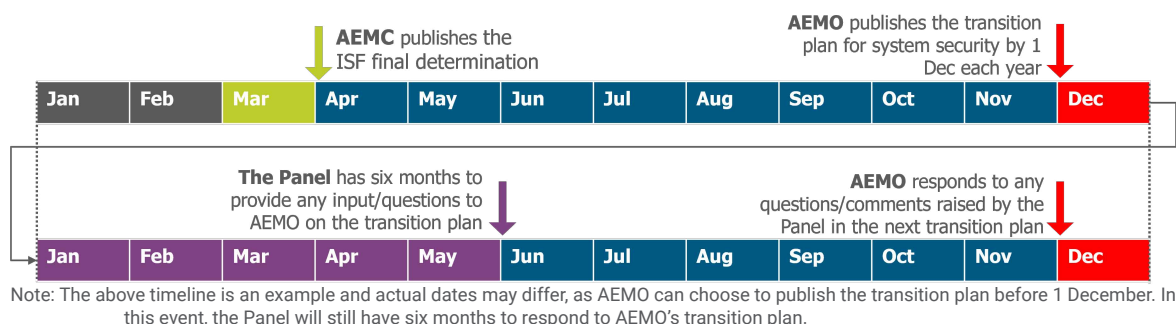 AEMC publishes the
ISF final determination
AEMO publishes the transition
plan for system security by 1
Dec each year
Jan Feb Mar Apr May Jun Jul Aug Sep Oct Nov Dec
The Panel has six months to
provide any input/questions to
AEMO on the transition plan
AEMO responds to any
questions/comments raised by the
Panel in the next transition plan
Jan Feb Mar Apr May Jun Jul Aug Sep Oct Nov Dec
Note: The above timeline is an example and actual dates may differ, as AEMO can choose to publish the transition plan before 1 December. In
this event, the Panel will still have six months to respond to AEMO's transition plan.